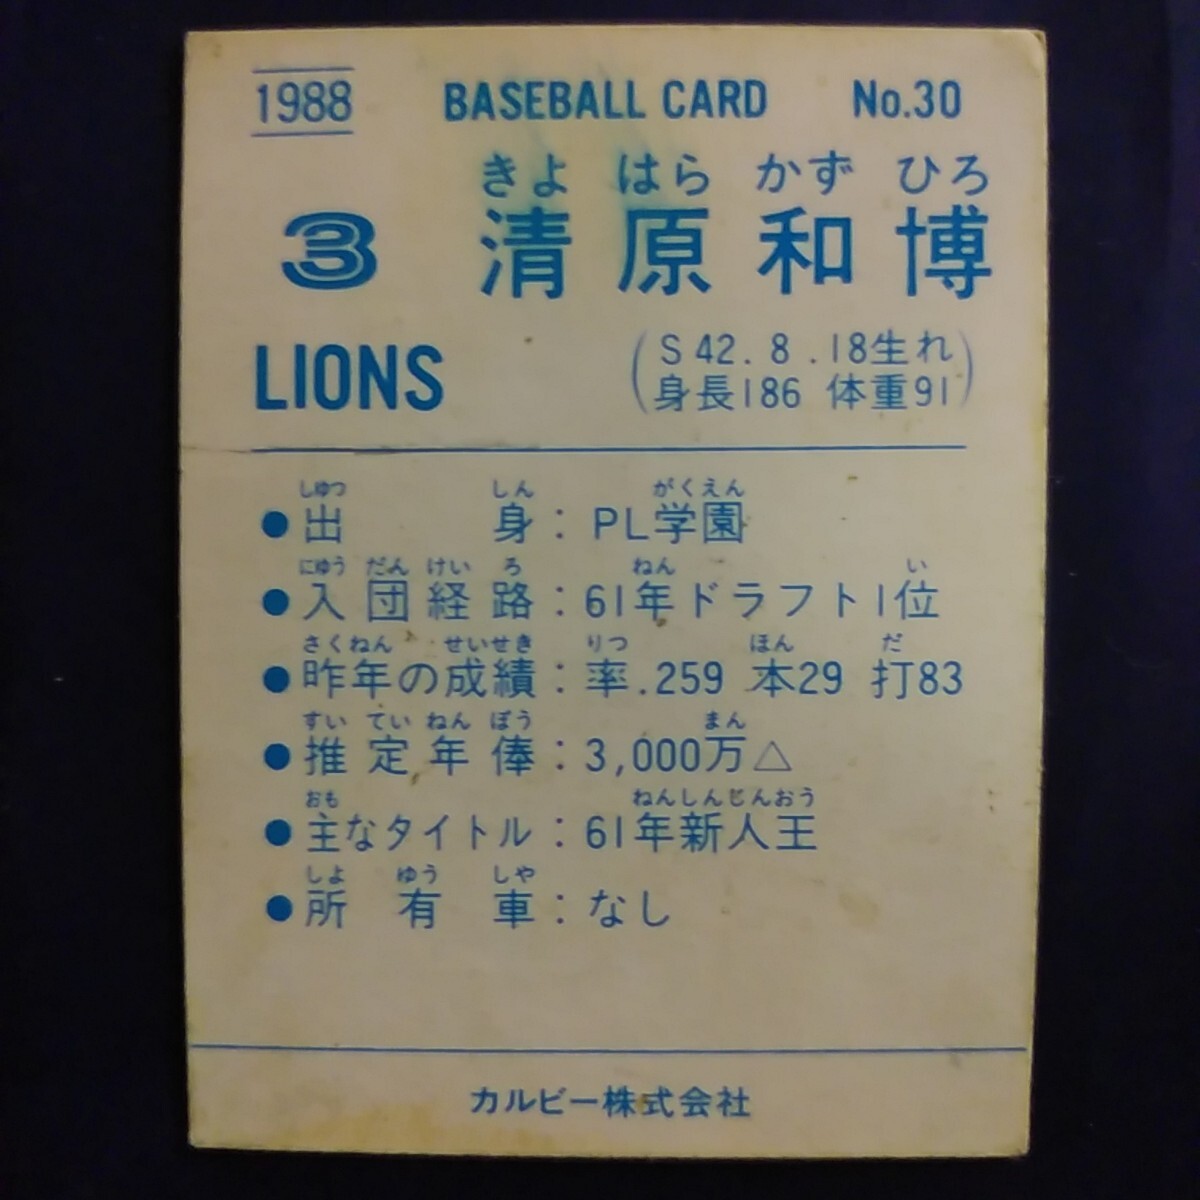 1988 BASEBALL CARD No.30
きよ はら かず ひろ
3 清原和博
LIONS
(S42.8.18生れ
身長186 体重91)
しゅつ しん がくえん
●出身：PL学園
にゅう だん けい ろ ねん い
●入団経路：61年ドラフト1位
さくねん せいせき りつ ほん だ
●昨年の成績：率.259 本29 打83
すい てい ねん ぽう まん
●推定年俸：3,000万△
おも ねんしんじんおう
●主なタイトル：61年新人王
しょ ゆう しゃ
●所有車：なし
カルビー株式会社